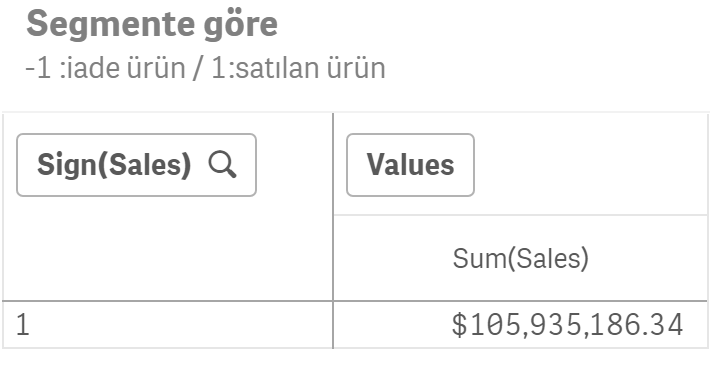 Segmente göre
-1 :iade ürün / 1:satılan ürün
Sign(Sales)
Values
Sum(Sales)
1
$105,935,186.34